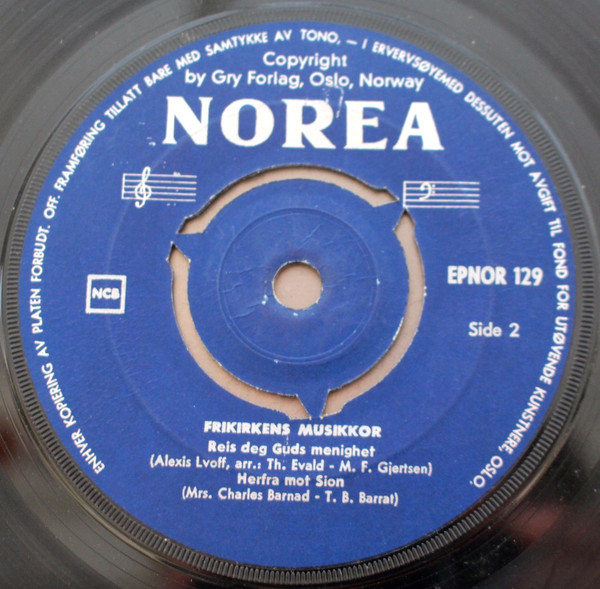 ENHVER KOPIERING AV PLATEN FORBUDT. OFF. FRAMFØRING TILLATT BARE MED SAMTYKKE AV TONO, — I ERVERVSØYEMED DESSUTEN MOT AVGIFT TIL FOND FOR UTØVENDE KUNSTNERE, OSLO.
Copyright
by Gry Forlag, Oslo, Norway
NOREA
NCB
EPNOR 129
Side 2
FRIKIRKENS MUSIKKOR
Reis deg Guds menighet
(Alexis Lvoff, arr.: Th. Evald - M. F. Gjertsen)
Herfra mot Sion
(Mrs. Charles Barnad - T. B. Barrat)